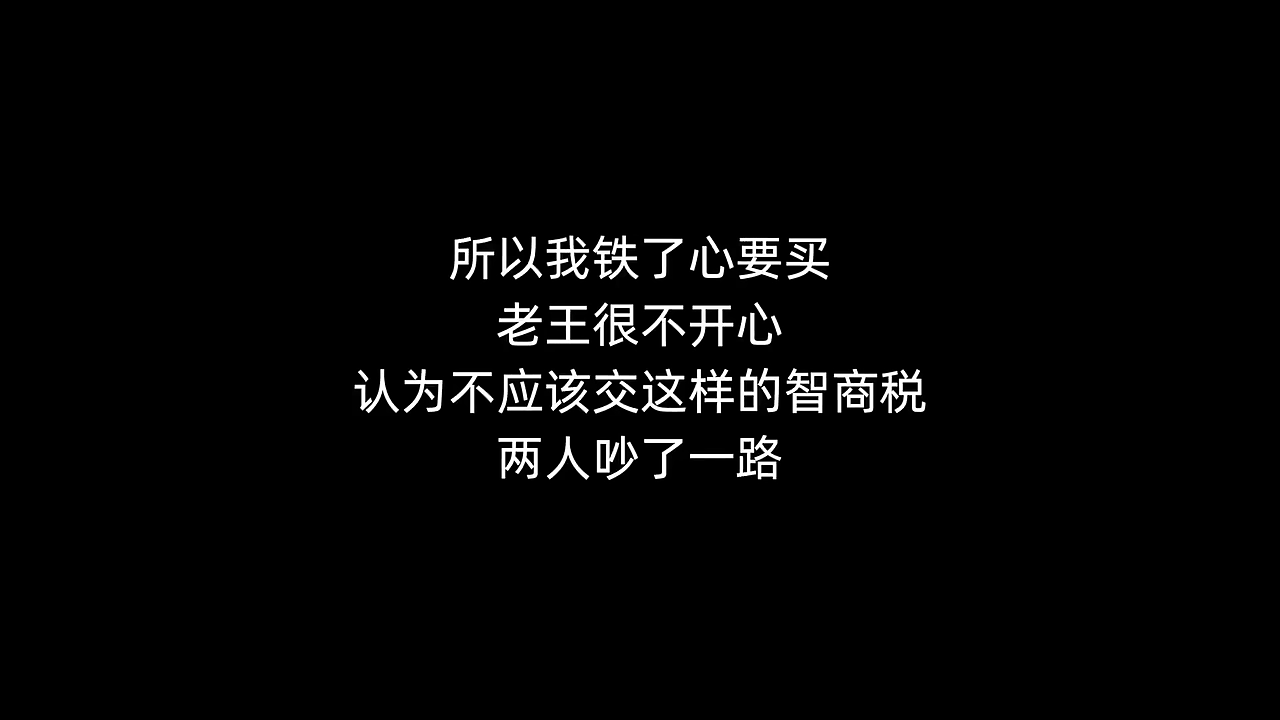 所以我铁了心要买
老王很不开心
认为不应该交这样的智商税
两人吵了一路